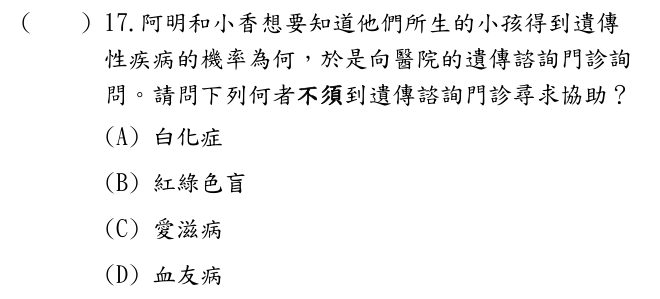 (　　) 17. 阿明和小香想要知道他們所生的小孩得到遺傳
性疾病的機率為何，於是向醫院的遺傳諮詢門診詢
問。請問下列何者不須到遺傳諮詢門診尋求協助？
(A) 白化症
(B) 紅綠色盲
(C) 愛滋病
(D) 血友病